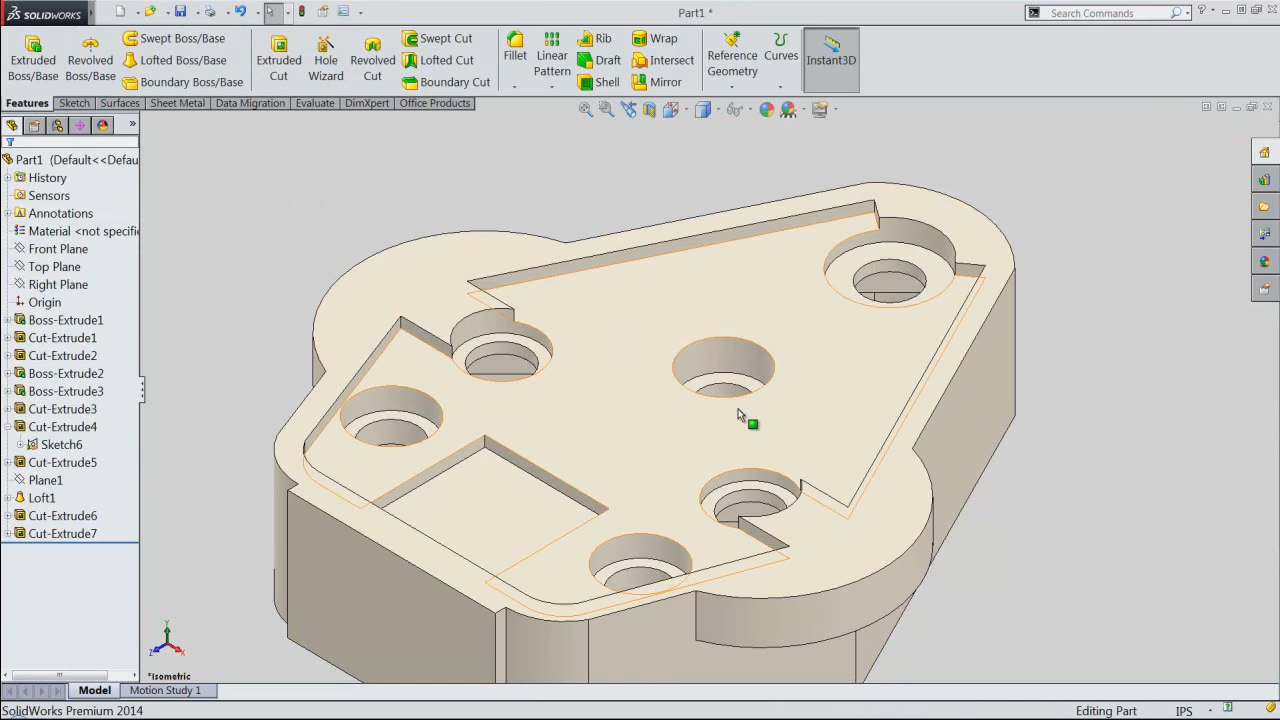 SOLIDWORKS
Part1 *
Search Commands
Extruded Boss/Base
Revolved Boss/Base
Swept Boss/Base
Lofted Boss/Base
Boundary Boss/Base
Extruded Cut
Hole Wizard
Revolved Cut
Swept Cut
Lofted Cut
Boundary Cut
Fillet
Linear Pattern
Rib
Draft
Shell
Wrap
Intersect
Mirror
Reference Geometry
Curves
Instant3D
Features Sketch Surfaces Sheet Metal Data Migration Evaluate DimXpert Office Products
Part1 (Default<<Defau
History
Sensors
Annotations
Material <not specifi
Front Plane
Top Plane
Right Plane
Origin
Boss-Extrude1
Cut-Extrude1
Cut-Extrude2
Boss-Extrude2
Boss-Extrude3
Cut-Extrude3
Cut-Extrude4
Sketch6
Cut-Extrude5
Plane1
Loft1
Cut-Extrude6
Cut-Extrude7
Y
Z
X
*Isometric
Model Motion Study 1
SolidWorks Premium 2014
Editing Part
IPS